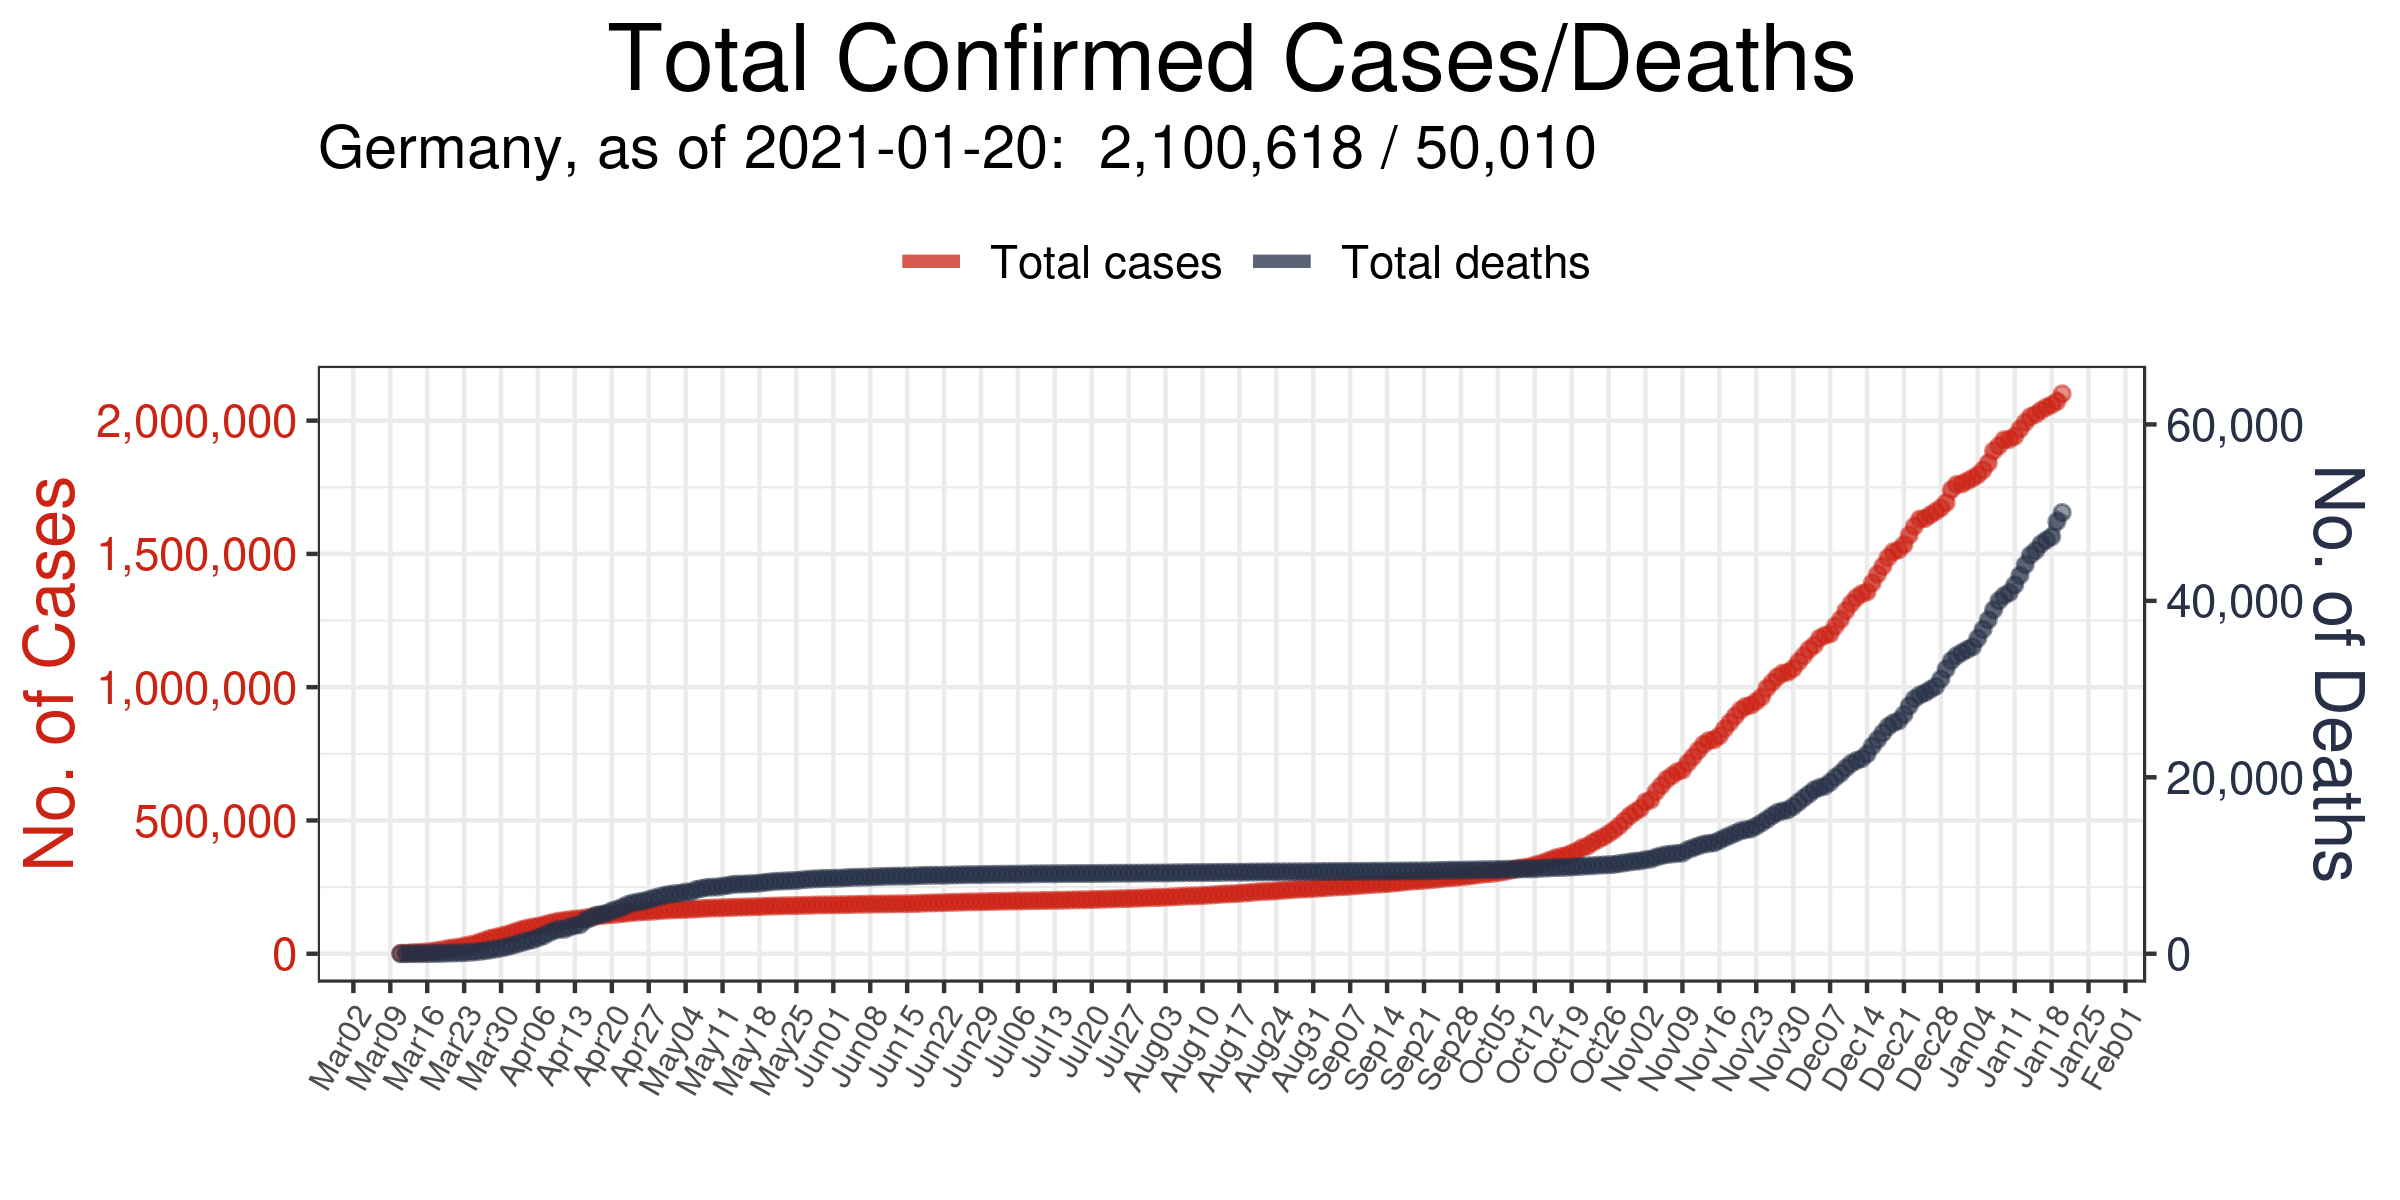 Total Confirmed Cases/Deaths
Germany, as of 2021-01-20:  2,100,618 / 50,010
Total cases
Total deaths
No. of Cases
2,000,000
1,500,000
1,000,000
500,000
0
60,000
40,000
20,000
0
No. of Deaths
Mar02
Mar09
Mar16
Mar23
Mar30
Apr06
Apr13
Apr20
Apr27
May04
May11
May18
May25
Jun01
Jun08
Jun15
Jun22
Jun29
Jul06
Jul13
Jul20
Jul27
Aug03
Aug10
Aug17
Aug24
Aug31
Sep07
Sep14
Sep21
Sep28
Oct05
Oct12
Oct19
Oct26
Nov02
Nov09
Nov16
Nov23
Nov30
Dec07
Dec14
Dec21
Dec28
Jan04
Jan11
Jan18
Jan25
Feb01